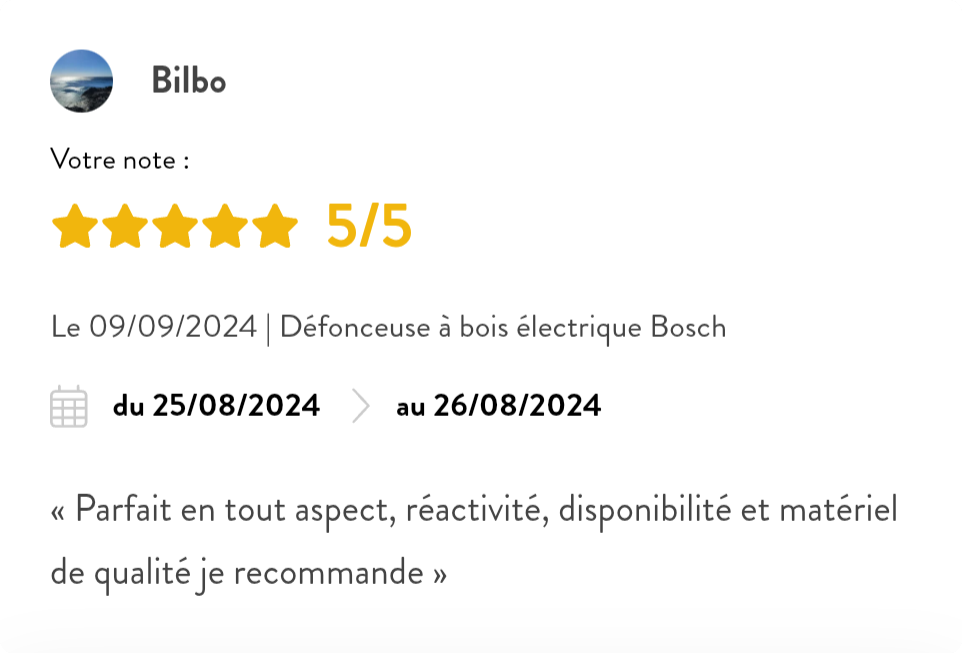 Bilbo
Votre note :
5/5
Le 09/09/2024 | Défonceuse à bois électrique Bosch
du 25/08/2024 au 26/08/2024
« Parfait en tout aspect, réactivité, disponibilité et matériel
de qualité je recommande »